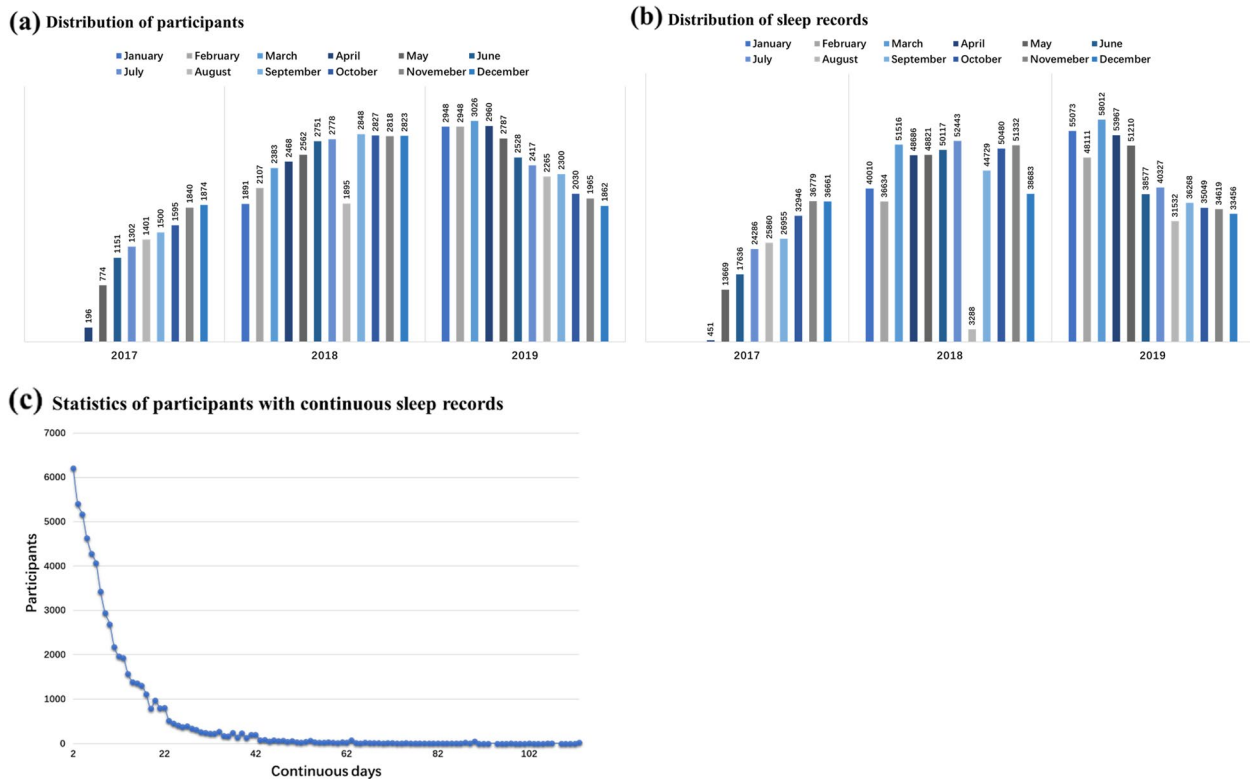 (a) Distribution of participants
January February March April May June
July August September October Novemeber December
196 774 1151 1302 1401 1500 1595 1840 1874
1891 2107 2383 2468 2562 2751 2778 1895 2848 2827 2818 2823
2948 2948 3026 2960 2787 2528 2417 2265 2300 2030 1965 1862
2017 2018 2019
(b) Distribution of sleep records
January February March April May June
July August September October Novemeber December
451 13669 17636 24286 25860 26955 32946 36779 36661
40010 36634 51516 48686 48821 50117 52443 3288 44729 50480 51332 38683
55073 48111 58012 53967 51210 38577 40327 31532 36268 35049 34619 33456
2017 2018 2019
(c) Statistics of participants with continuous sleep records
Participants
7000
6000
5000
4000
3000
2000
1000
0
2 22 42 62 82 102
Continuous days